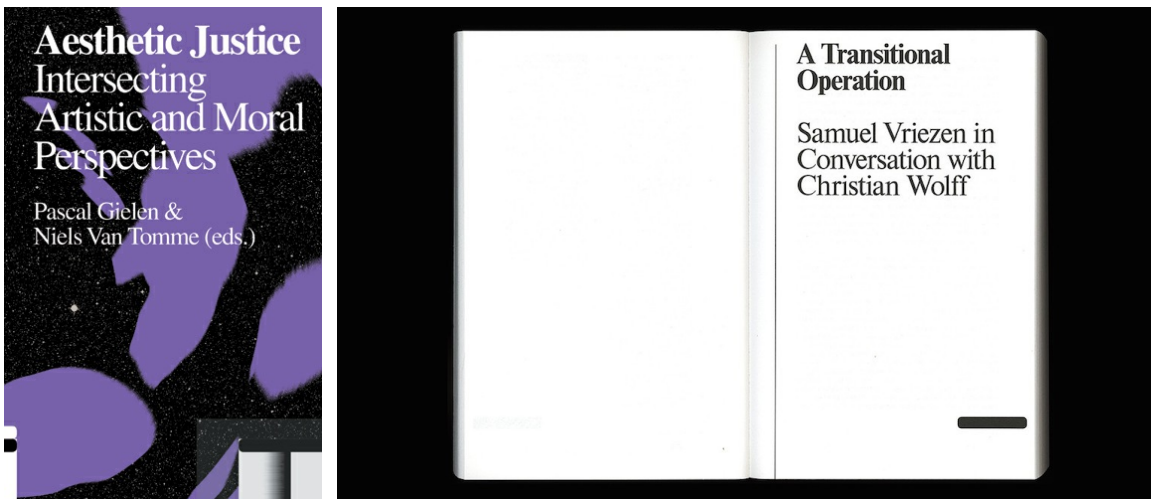 Aesthetic Justice
Intersecting
Artistic and Moral
Perspectives
Pascal Gielen &
Niels Van Tomme (eds.)
A Transitional
Operation
Samuel Vriezen in
Conversation with
Christian Wolff